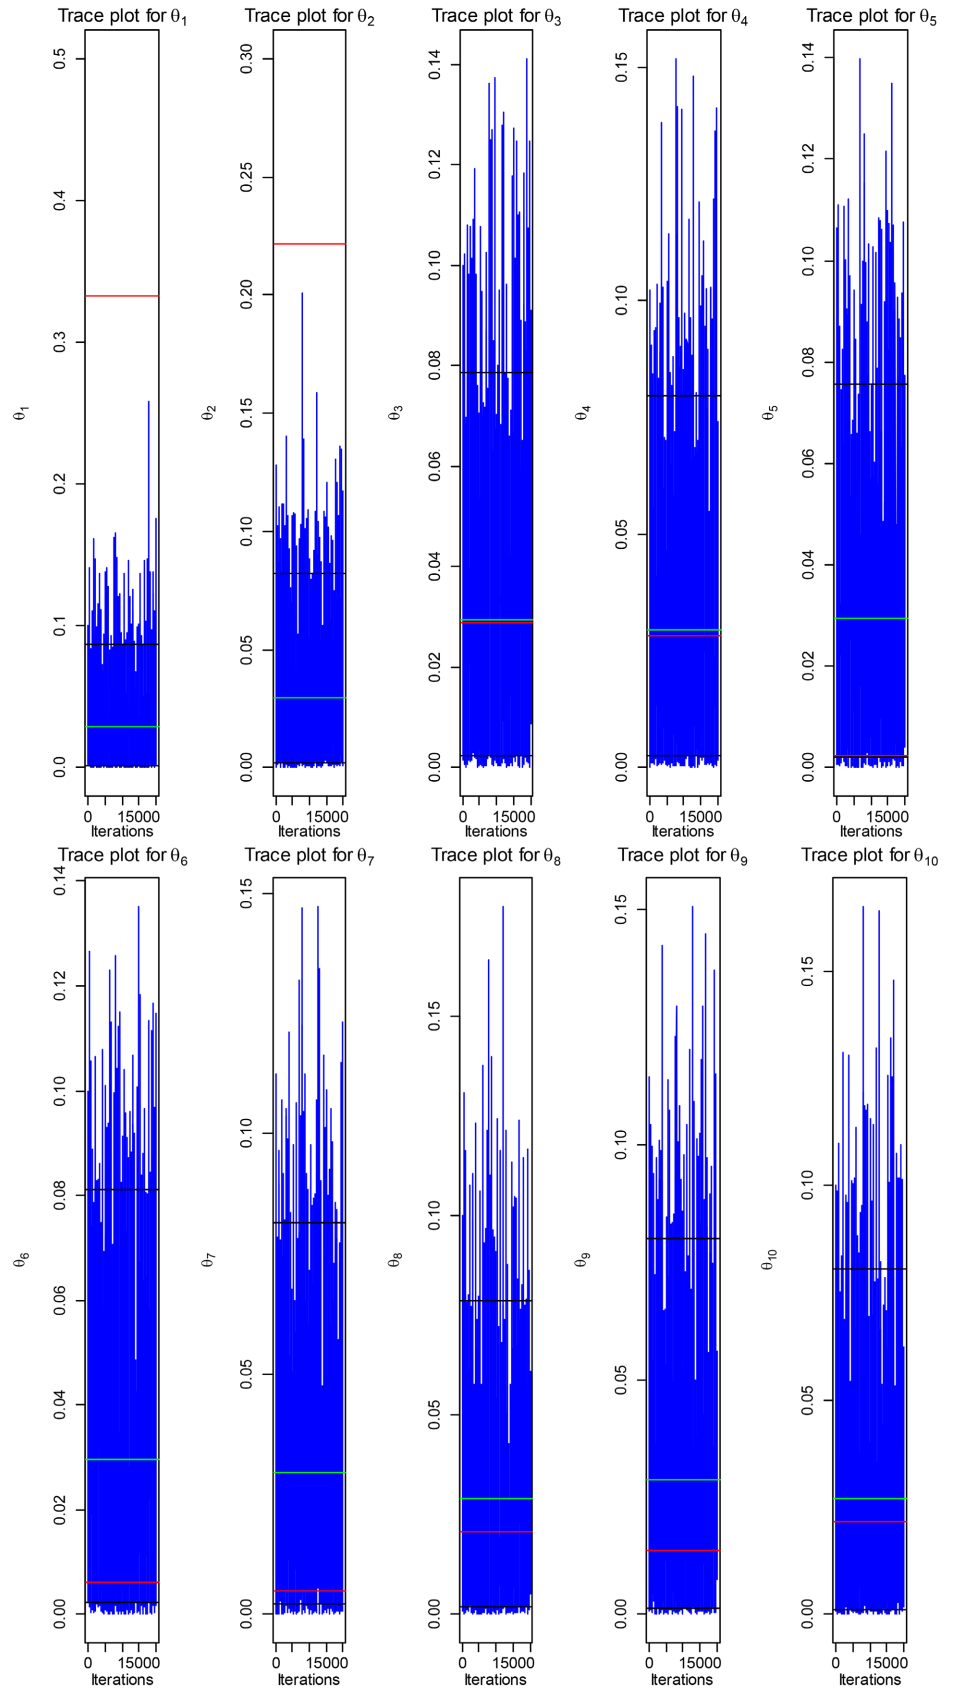 Trace plot for θ1
Trace plot for θ2
Trace plot for θ3
Trace plot for θ4
Trace plot for θ5
0.5
0.4
0.3
0.2
0.1
0.0
θ1
0 15000
Iterations
0.30
0.25
0.20
0.15
0.10
0.05
0.00
θ2
0 15000
Iterations
0.14
0.12
0.10
0.08
0.06
0.04
0.02
0.00
θ3
0 15000
Iterations
0.15
0.10
0.05
0.00
θ4
0 15000
Iterations
0.14
0.12
0.10
0.08
0.06
0.04
0.02
0.00
θ5
0 15000
Iterations
Trace plot for θ6
Trace plot for θ7
Trace plot for θ8
Trace plot for θ9
Trace plot for θ10
0.14
0.12
0.10
0.08
0.06
0.04
0.02
0.00
θ6
0 15000
Iterations
0.15
0.10
0.05
0.00
θ7
0 15000
Iterations
0.15
0.10
0.05
0.00
θ8
0 15000
Iterations
0.15
0.10
0.05
0.00
θ9
0 15000
Iterations
0.15
0.10
0.05
0.00
θ10
0 15000
Iterations